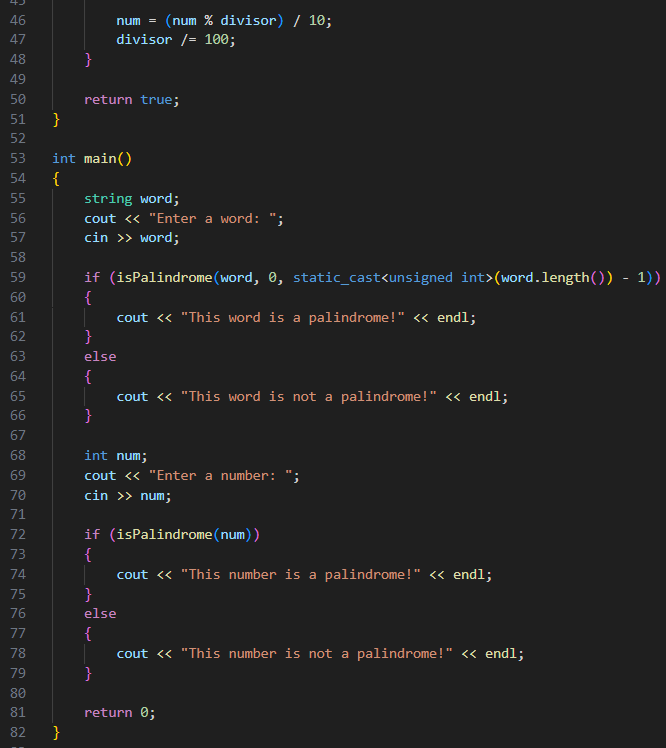 45
46 num = (num % divisor) / 10;
47 divisor /= 100;
48 }
49
50 return true;
51 }
52
53 int main()
54 {
55 string word;
56 cout << "Enter a word: ";
57 cin >> word;
58
59 if (isPalindrome(word, 0, static_cast<unsigned int>(word.length()) - 1))
60 {
61 cout << "This word is a palindrome!" << endl;
62 }
63 else
64 {
65 cout << "This word is not a palindrome!" << endl;
66 }
67
68 int num;
69 cout << "Enter a number: ";
70 cin >> num;
71
72 if (isPalindrome(num))
73 {
74 cout << "This number is a palindrome!" << endl;
75 }
76 else
77 {
78 cout << "This number is not a palindrome!" << endl;
79 }
80
81 return 0;
82 }